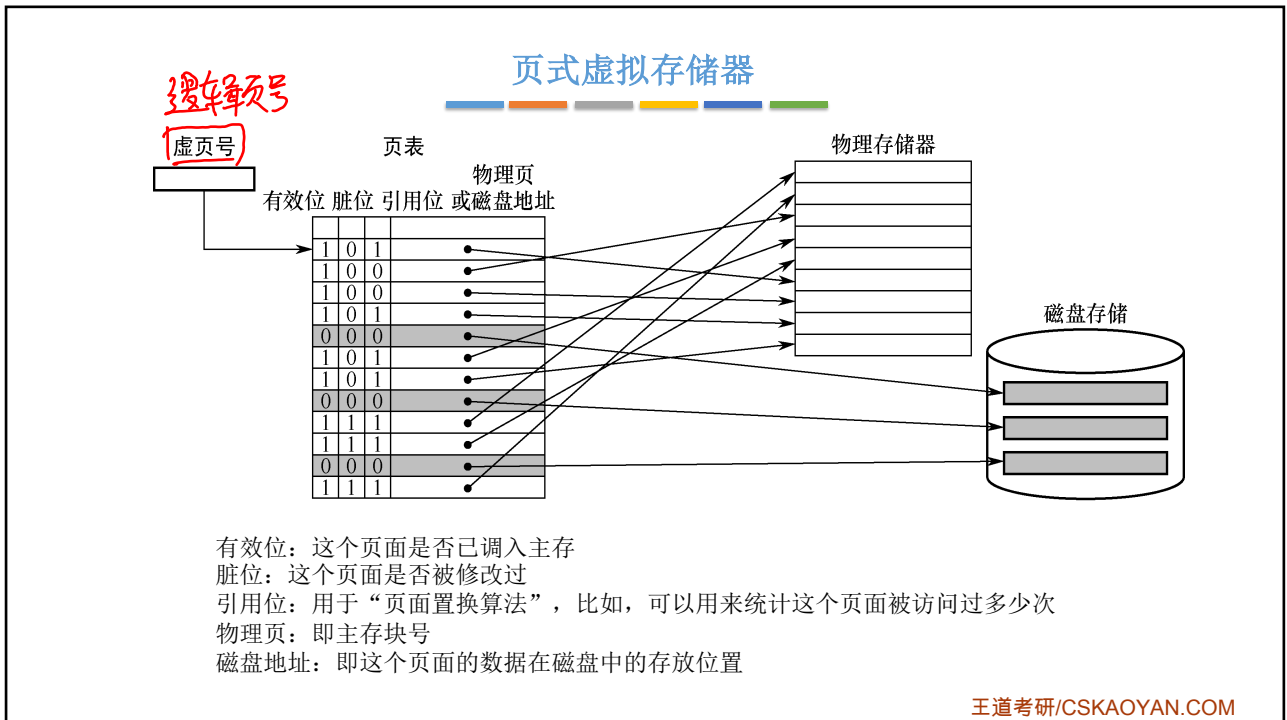 页式虚拟存储器
逻辑页号
虚页号
页表
物理存储器
物理页
有效位 脏位 引用位 或磁盘地址
1 0 1
1 0 0
1 0 0
1 0 1
磁盘存储
0 0 0
1 0 1
1 0 1
0 0 0
1 1 1
1 1 1
0 0 0
1 1 1
有效位：这个页面是否已调入主存
脏位：这个页面是否被修改过
引用位：用于“页面置换算法”，比如，可以用来统计这个页面被访问过多少次
物理页：即主存块号
磁盘地址：即这个页面的数据在磁盘中的存放位置
王道考研/CSKAOYAN.COM